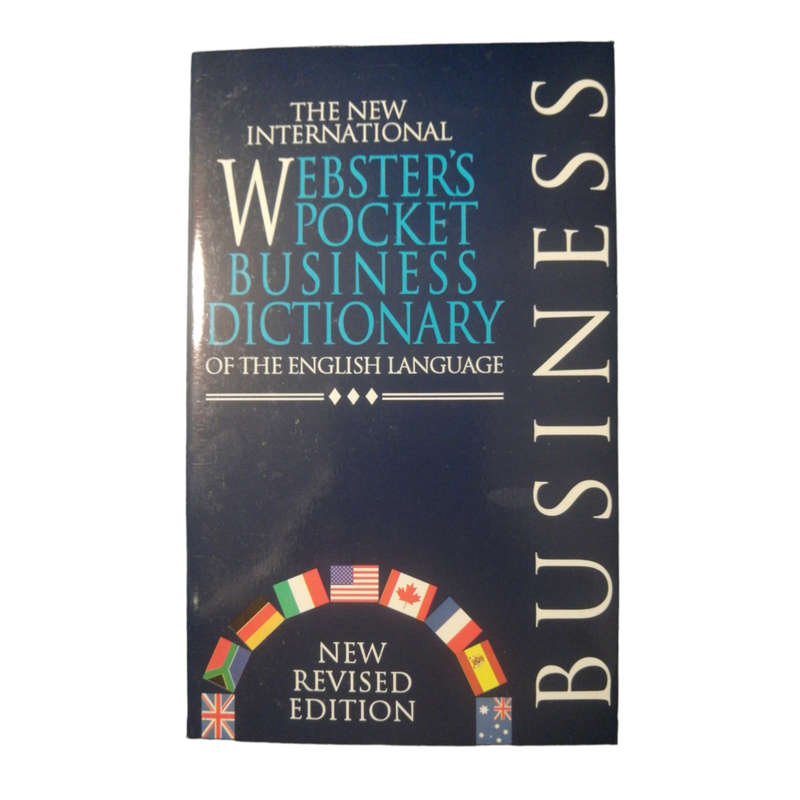 THE NEW
INTERNATIONAL
WEBSTER'S
POCKET
BUSINESS
DICTIONARY
OF THE ENGLISH LANGUAGE
NEW
REVISED
EDITION
BUSINESS